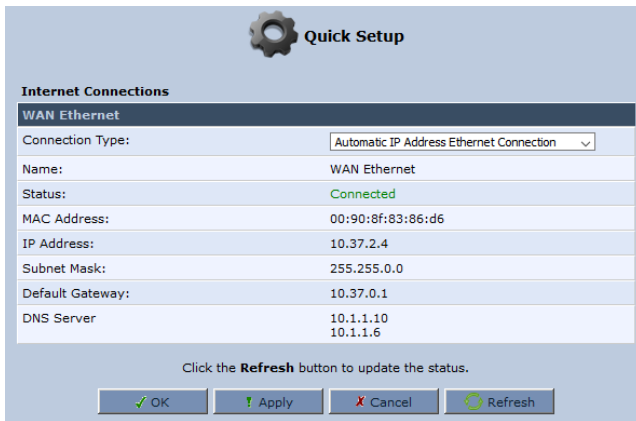 Quick Setup
Internet Connections
WAN Ethernet
Connection Type: Automatic IP Address Ethernet Connection
Name: WAN Ethernet
Status: Connected
MAC Address: 00:90:8f:83:86:d6
IP Address: 10.37.2.4
Subnet Mask: 255.255.0.0
Default Gateway: 10.37.0.1
DNS Server 10.1.1.10
10.1.1.6
Click the Refresh button to update the status.
OK Apply Cancel Refresh